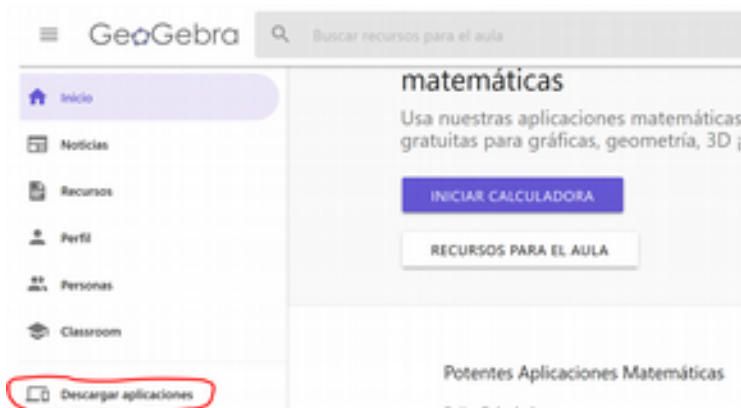 GeoGebra
Buscar recursos para el aula
Inicio
Noticias
Recursos
Perfil
Personas
Classroom
Descargar aplicaciones
matemáticas
Usa nuestras aplicaciones matemáticas
gratuitas para gráficas, geometría, 3D
INICIAR CALCULADORA
RECURSOS PARA EL AULA
Potentes Aplicaciones Matemáticas